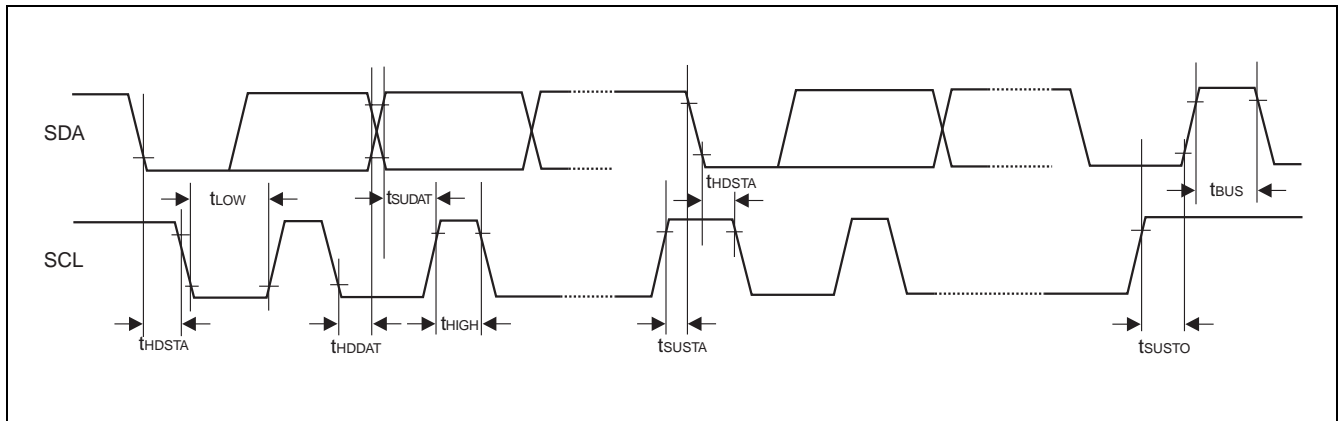 SDA
tHDSTA
tLOW
tSUDAT
tBUS
SCL
tHDSTA
tHDDAT
tHIGH
tSUSTA
tSUSTO